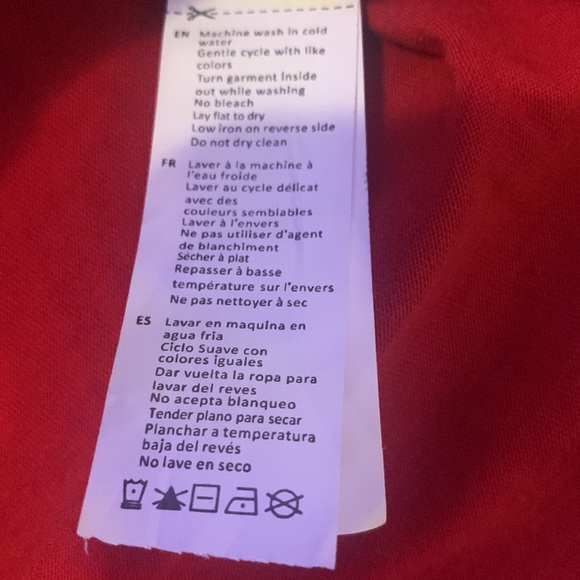 EN Machine wash in cold
water
Gentle cycle with like
colors
Turn garment inside
out while washing
No bleach
Lay flat to dry
Low iron on reverse side
Do not dry clean
FR Laver à la machine à
l'eau froide
Laver au cycle délicat
avec des
couleurs semblables
Laver à l'envers
Ne pas utiliser d'agent
de blanchiment
Sécher à plat
Repasser à basse
température sur l'envers
Ne pas nettoyer à sec
ES Lavar en maquina en
agua fria
Ciclo Suave con
colores iguales
Dar vuelta la ropa para
lavar del reves
No acepta blanqueo
Tender plano para secar
Planchar a temperatura
baja del revés
No lave en seco